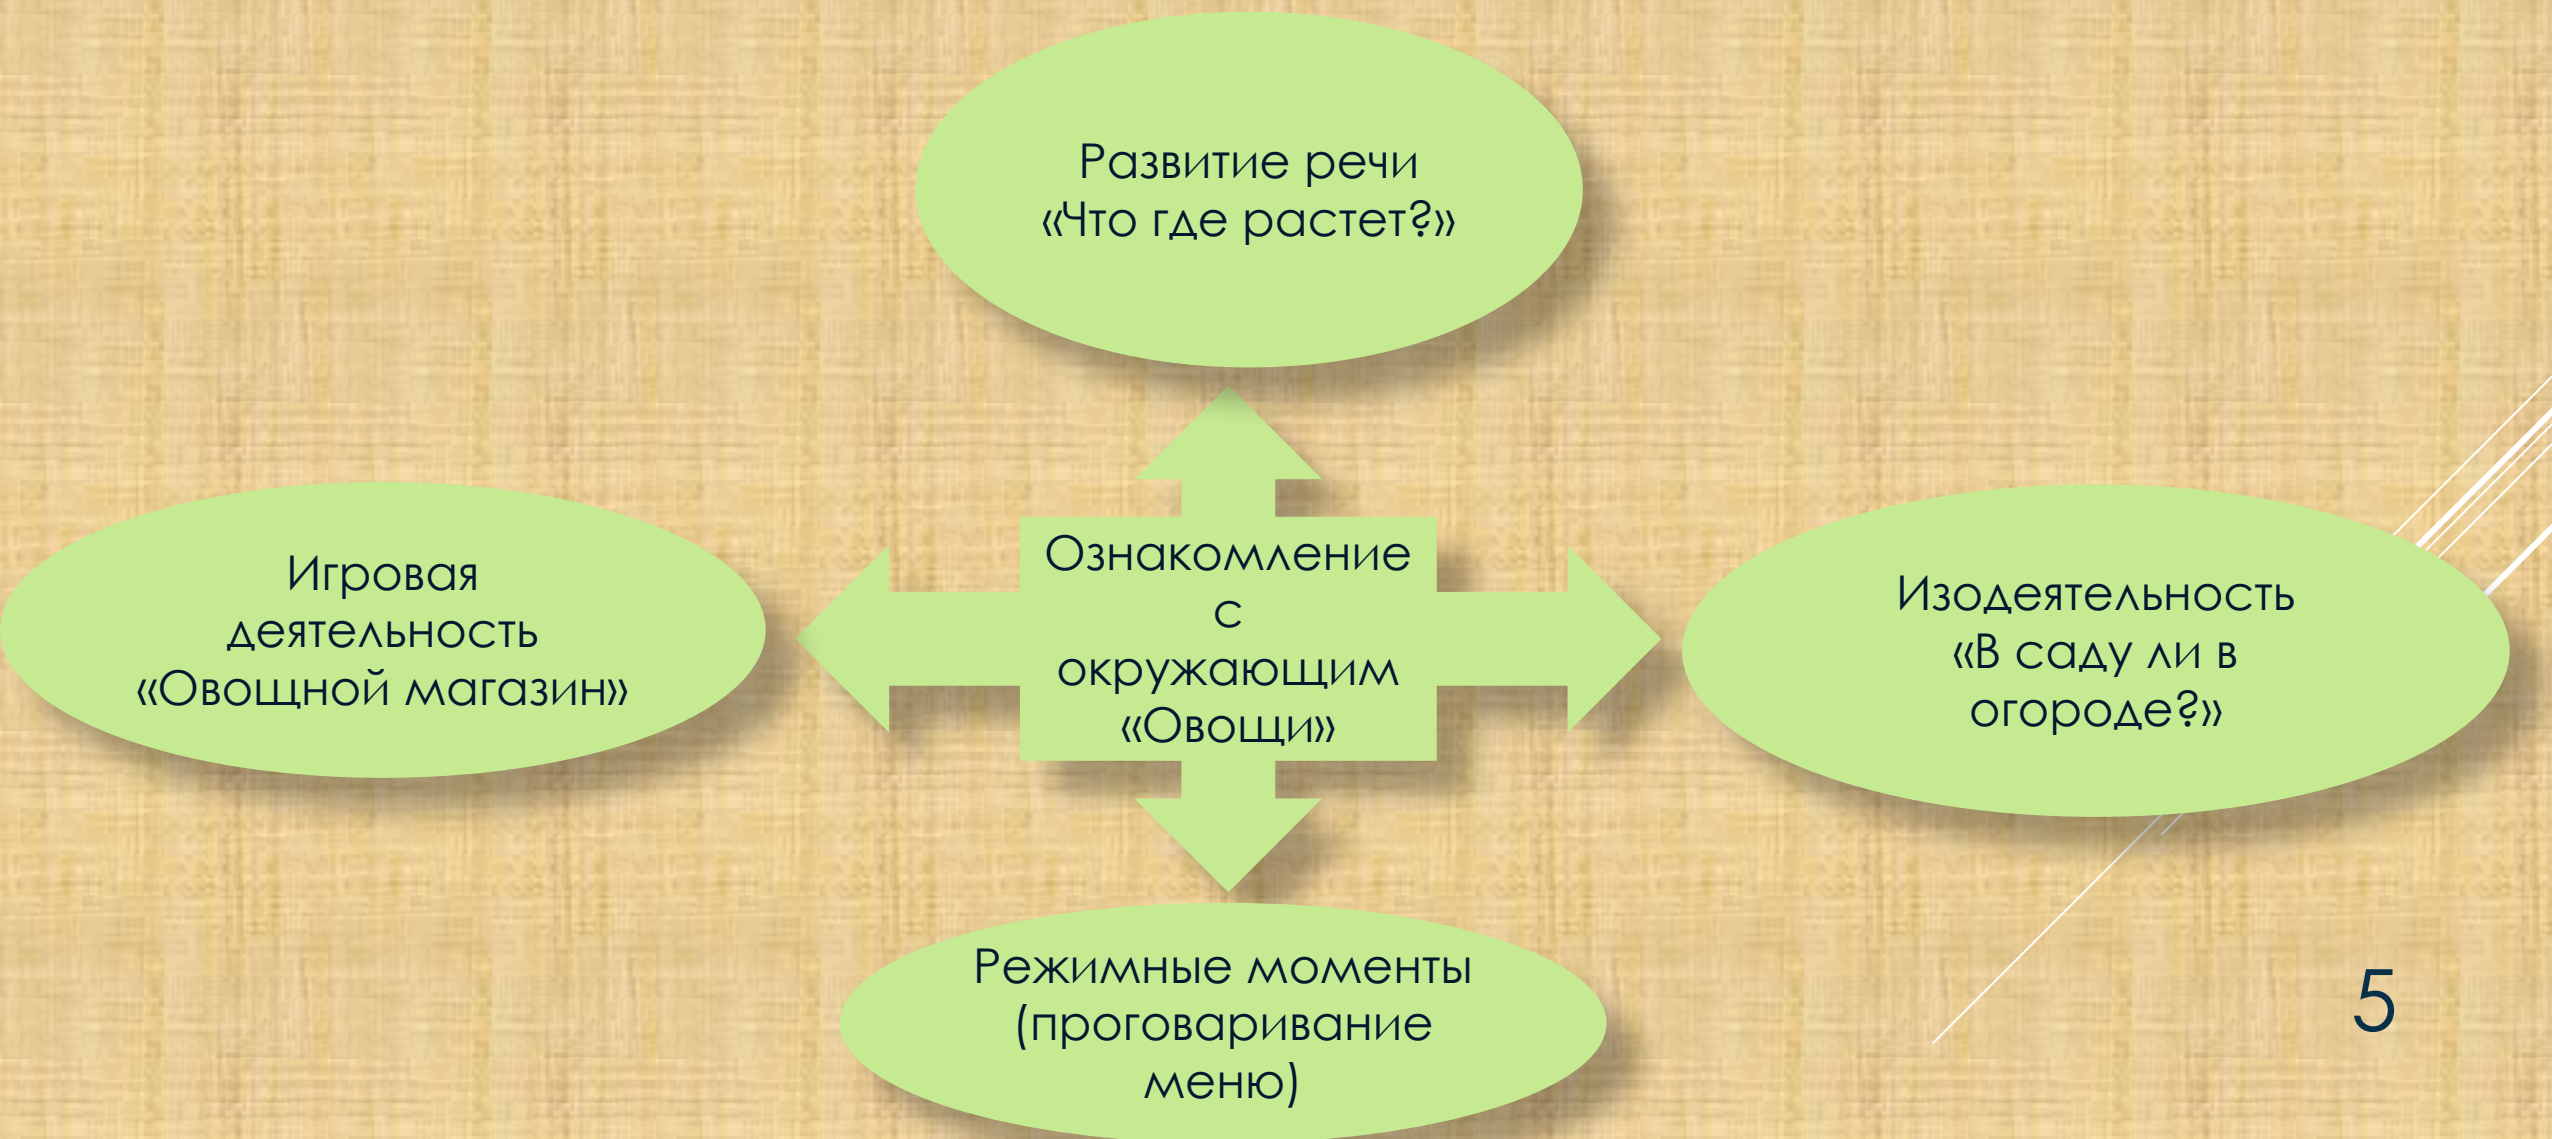 Развитие речи
«Что где растет?»
Игровая
деятельность
«Овощной магазин»
Ознакомление
с
окружающим
«Овощи»
Изодеятельность
«В саду ли в
огороде?»
Режимные моменты
(проговаривание
меню)
5